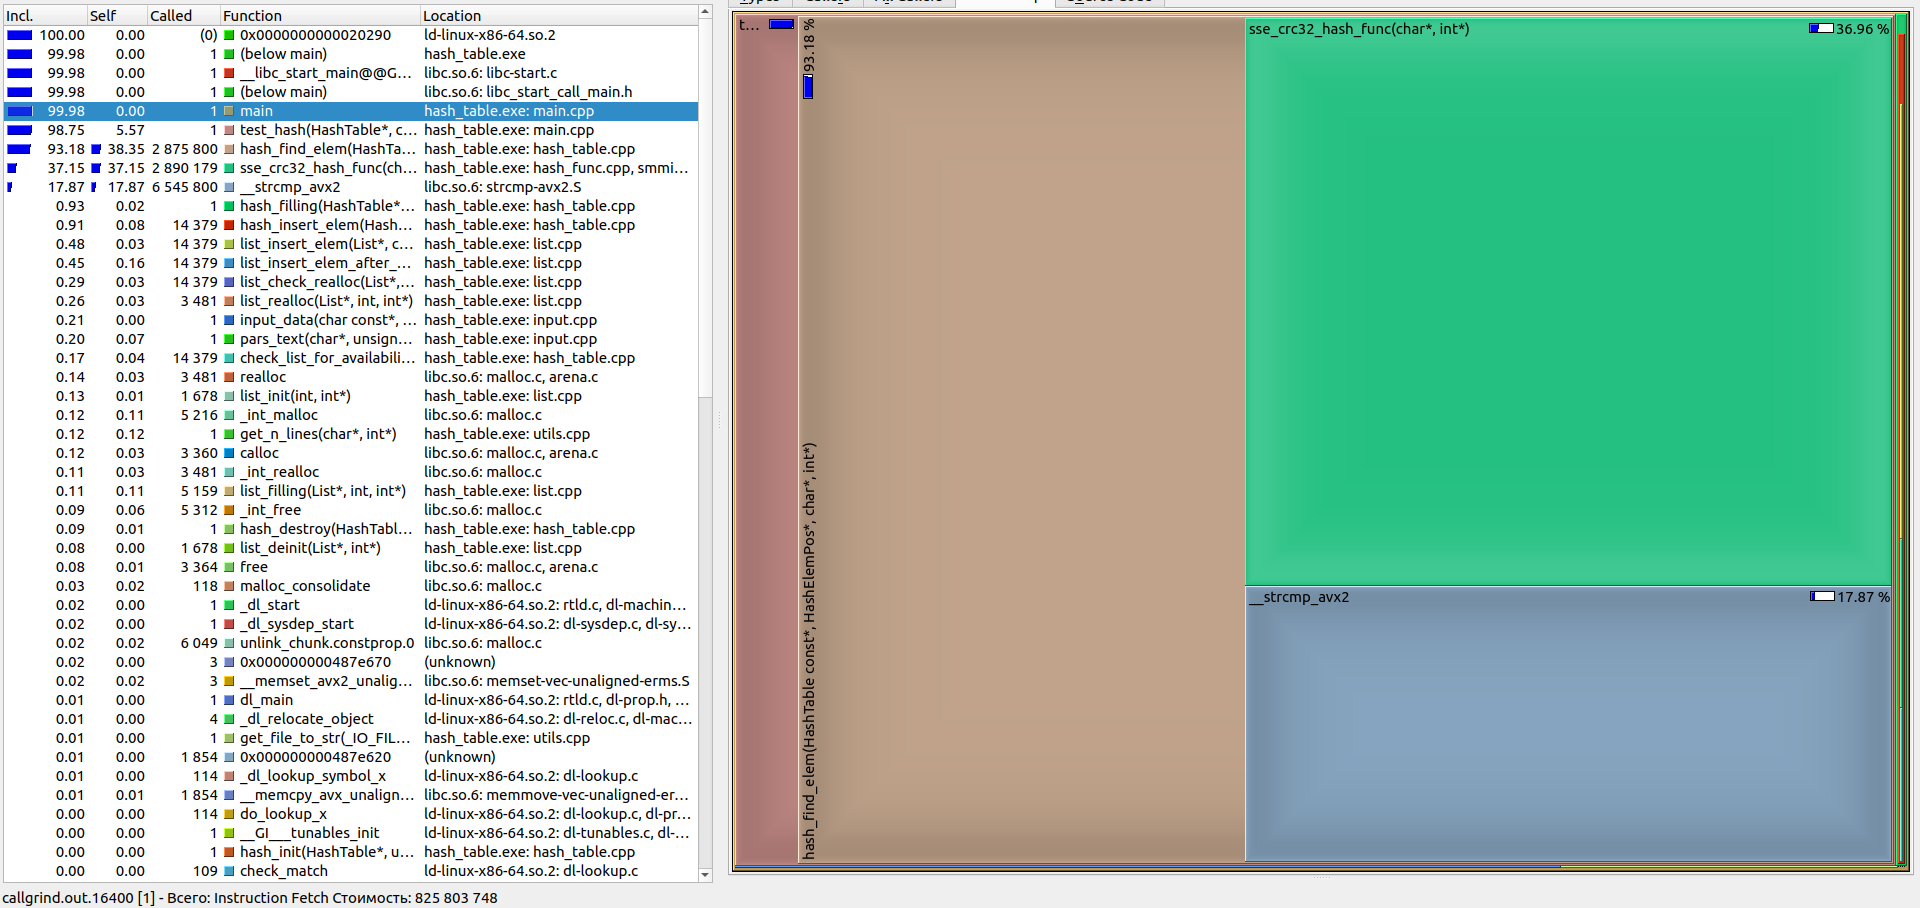 Incl. Self Called Function Location
100.00 0.00 (0) 0x0000000000020290 ld-linux-x86-64.so.2
99.98 0.00 1 (below main) hash_table.exe
99.98 0.00 1 __libc_start_main@@G... libc.so.6: libc-start.c
99.98 0.00 1 (below main) libc.so.6: libc_start_call_main.h
99.98 0.00 1 main hash_table.exe: main.cpp
98.75 5.57 1 test_hash(HashTable*, c... hash_table.exe: main.cpp
93.18 38.35 2 875 800 hash_find_elem(HashTa... hash_table.exe: hash_table.cpp
37.15 37.15 2 890 179 sse_crc32_hash_func(ch... hash_table.exe: hash_func.cpp, smmi...
17.87 17.87 6 545 800 __strcmp_avx2 libc.so.6: strcmp-avx2.S
0.93 0.02 1 hash_filling(HashTable*... hash_table.exe: hash_table.cpp
0.91 0.08 14 379 hash_insert_elem(Hash... hash_table.exe: hash_table.cpp
0.48 0.03 14 379 list_insert_elem(List*, c... hash_table.exe: list.cpp
0.45 0.16 14 379 list_insert_elem_after_... hash_table.exe: list.cpp
0.29 0.03 14 379 list_check_realloc(List*,... hash_table.exe: list.cpp
0.26 0.03 3 481 list_realloc(List*, int, int*) hash_table.exe: list.cpp
0.21 0.00 1 input_data(char const*, ... hash_table.exe: input.cpp
0.20 0.07 1 pars_text(char*, unsign... hash_table.exe: input.cpp
0.17 0.04 14 379 check_list_for_availabili... hash_table.exe: hash_table.cpp
0.14 0.03 3 481 realloc libc.so.6: malloc.c, arena.c
0.13 0.01 1 678 list_init(int, int*) hash_table.exe: list.cpp
0.12 0.11 5 216 _int_malloc libc.so.6: malloc.c
0.12 0.12 1 get_n_lines(char*, int*) hash_table.exe: utils.cpp
0.12 0.03 3 360 calloc libc.so.6: malloc.c, arena.c
0.11 0.03 3 481 _int_realloc libc.so.6: malloc.c
0.11 0.11 5 159 list_filling(List*, int, int*) hash_table.exe: list.cpp
0.09 0.06 5 312 _int_free libc.so.6: malloc.c
0.09 0.01 1 hash_destroy(HashTabl... hash_table.exe: hash_table.cpp
0.08 0.00 1 678 list_deinit(List*, int*) hash_table.exe: list.cpp
0.08 0.01 3 364 free libc.so.6: malloc.c, arena.c
0.03 0.02 118 malloc_consolidate libc.so.6: malloc.c
0.02 0.00 1 _dl_start ld-linux-x86-64.so.2: rtld.c, dl-machin...
0.02 0.00 1 _dl_sysdep_start ld-linux-x86-64.so.2: dl-sysdep.c, dl-sy...
0.02 0.02 6 049 unlink_chunk.constprop.0 libc.so.6: malloc.c
0.02 0.00 3 0x000000000487e670 (unknown)
0.02 0.02 3 __memset_avx2_unalig... libc.so.6: memset-vec-unaligned-erms.S
0.01 0.00 1 dl_main ld-linux-x86-64.so.2: rtld.c, dl-prop.h, ...
0.01 0.00 4 _dl_relocate_object ld-linux-x86-64.so.2: dl-reloc.c, dl-mac...
0.01 0.00 1 get_file_to_str(_IO_FIL... hash_table.exe: utils.cpp
0.01 0.00 1 854 0x000000000487e620 (unknown)
0.01 0.00 114 _dl_lookup_symbol_x ld-linux-x86-64.so.2: dl-lookup.c
0.01 0.01 1 854 __memcpy_avx_unalign... libc.so.6: memmove-vec-unaligned-er...
0.00 0.00 114 do_lookup_x ld-linux-x86-64.so.2: dl-lookup.c, dl-pr...
0.00 0.00 1 __GI___tunables_init ld-linux-x86-64.so.2: dl-tunables.c, dl-...
0.00 0.00 1 hash_init(HashTable*, u... hash_table.exe: hash_table.cpp
0.00 0.00 109 check_match ld-linux-x86-64.so.2: dl-lookup.c
t...
hash_find_elem(HashTable const*, HashElemPos*, char*, int*) 93.18 %
sse_crc32_hash_func(char*, int*) 36.96 %
__strcmp_avx2 17.87 %
callgrind.out.16400 [1] - Всего: Instruction Fetch Стоимость: 825 803 748